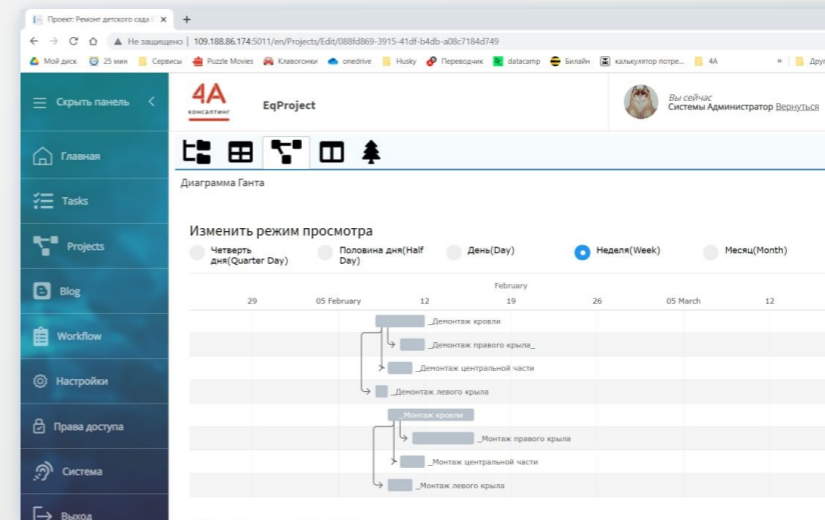 Проект: Ремонт детского сада
Не защищено | 109.188.86.174:5011/en/Projects/Edit/088fd869-3915-41df-b4db-a08c7184d749
Мой диск 25 мин Сервисы Puzzle Movies Клавогонки onedrive Husky Переводчик datacamp Билайн калькулятор потре... 4A » Друг
Скрыть панель
4A
КОНСАЛТИНГ
EqProject
Вы сейчас
Системы Администратор Вернуться
Главная
Tasks
Projects
Blog
Workflow
Настройки
Права доступа
Система
Выход
Диаграмма Ганта
Изменить режим просмотра
Четверть дня(Quarter Day)
Половина дня(Half Day)
День(Day)
Неделя(Week)
Месяц(Month)
February
29 05 February 12 19 26 05 March 12
_Демонтаж кровли
_Демонтаж правого крыла_
_Демонтаж центральной части
_Демонтаж левого крыла
_Монтаж кровли
_Монтаж правого крыла
_Монтаж центральной части
_Монтаж левого крыла